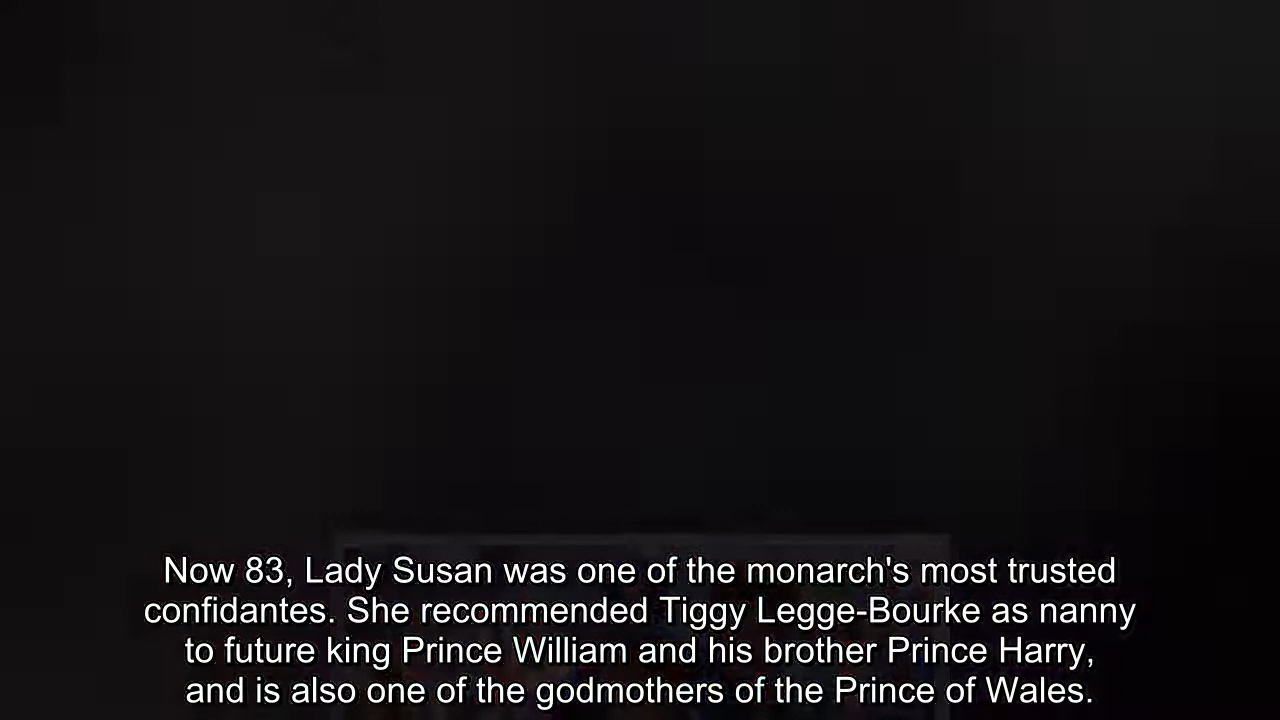 Now 83, Lady Susan was one of the monarch's most trusted
confidantes. She recommended Tiggy Legge-Bourke as nanny
to future king Prince William and his brother Prince Harry,
and is also one of the godmothers of the Prince of Wales.